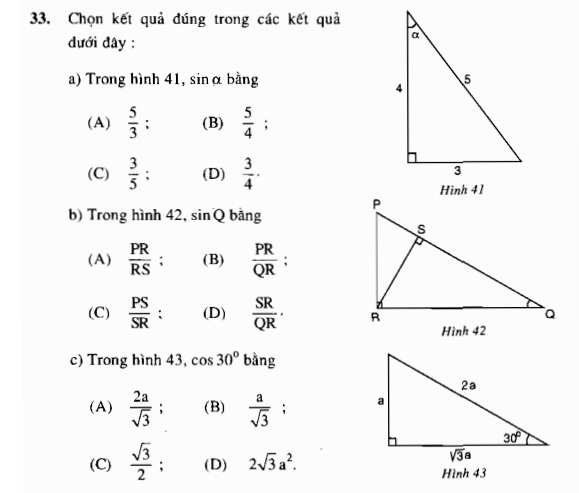 33. Chọn kết quả đúng trong các kết quả
dưới đây :
a) Trong hình 41, sin α bằng
(A) 5/3 ; (B) 5/4 ;
(C) 3/5 ; (D) 3/4 .
b) Trong hình 42, sin Q bằng
(A) PR/RS ; (B) PR/QR ;
(C) PS/SR ; (D) SR/QR .
c) Trong hình 43, cos 30° bằng
(A) 2a/√3 ; (B) a/√3 ;
(C) √3/2 ; (D) 2√3 a².
α
4
5
3
Hình 41
P
S
R
Q
Hình 42
2a
a
30°
√3a
Hình 43